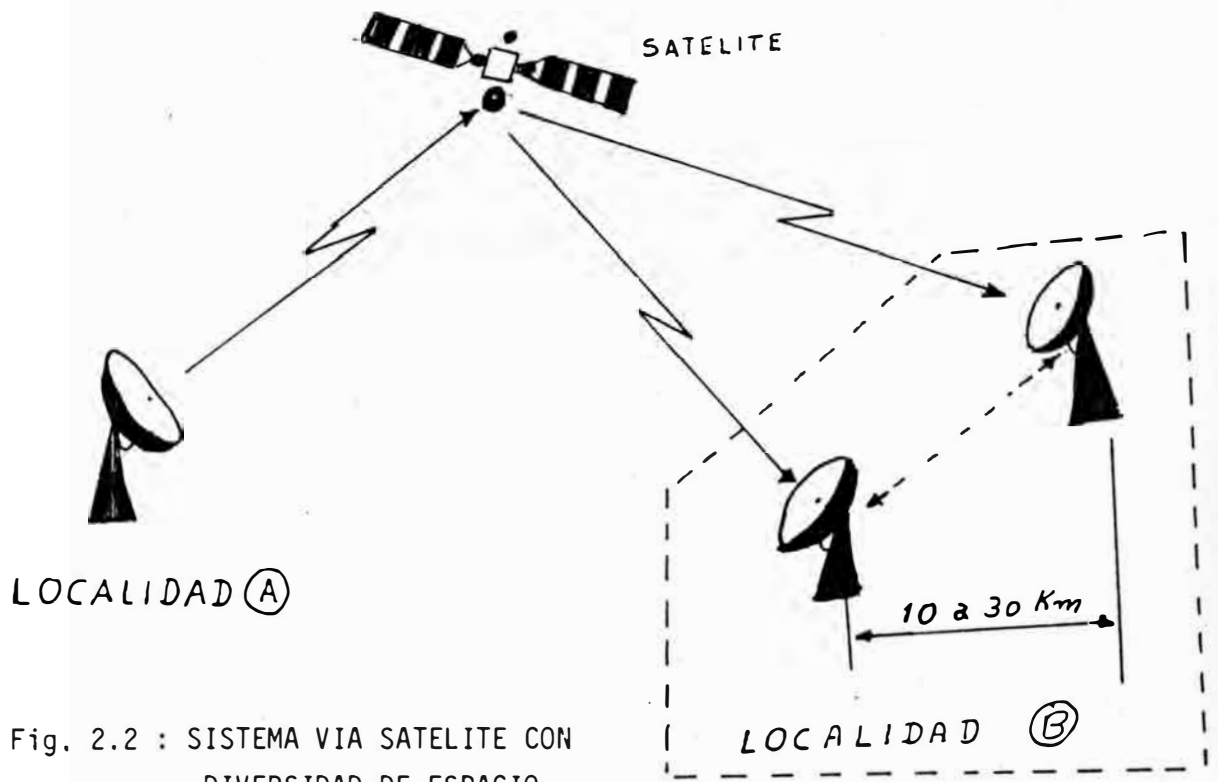 SATELITE
LOCALIDAD A
10 a 30 Km
LOCALIDAD B
Fig. 2.2 : SISTEMA VIA SATELITE CON
DIVERSIDAD DE ESPACIO